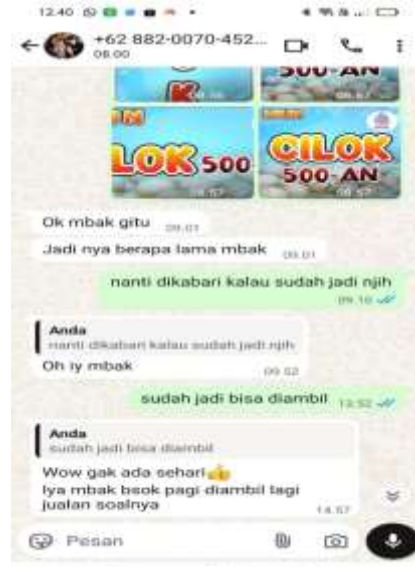 12.40
+62 882-0070-452...
08.00
500-AN
K
LOK 500
CILOK
500-AN
Ok mbak gitu 09.01
Jadi nya berapa lama mbak 09.01
nanti dikabari kalau sudah jadi njih
09.10
Anda
nanti dikabari kalau sudah jadi njih
Oh iy mbak 09.52
sudah jadi bisa diambil 13.52
Anda
sudah jadi bisa diambil
Wow gak ada sehari👍
Iya mbak bsok pagi diambil lagi
jualan soalnya
14.57
Pesan